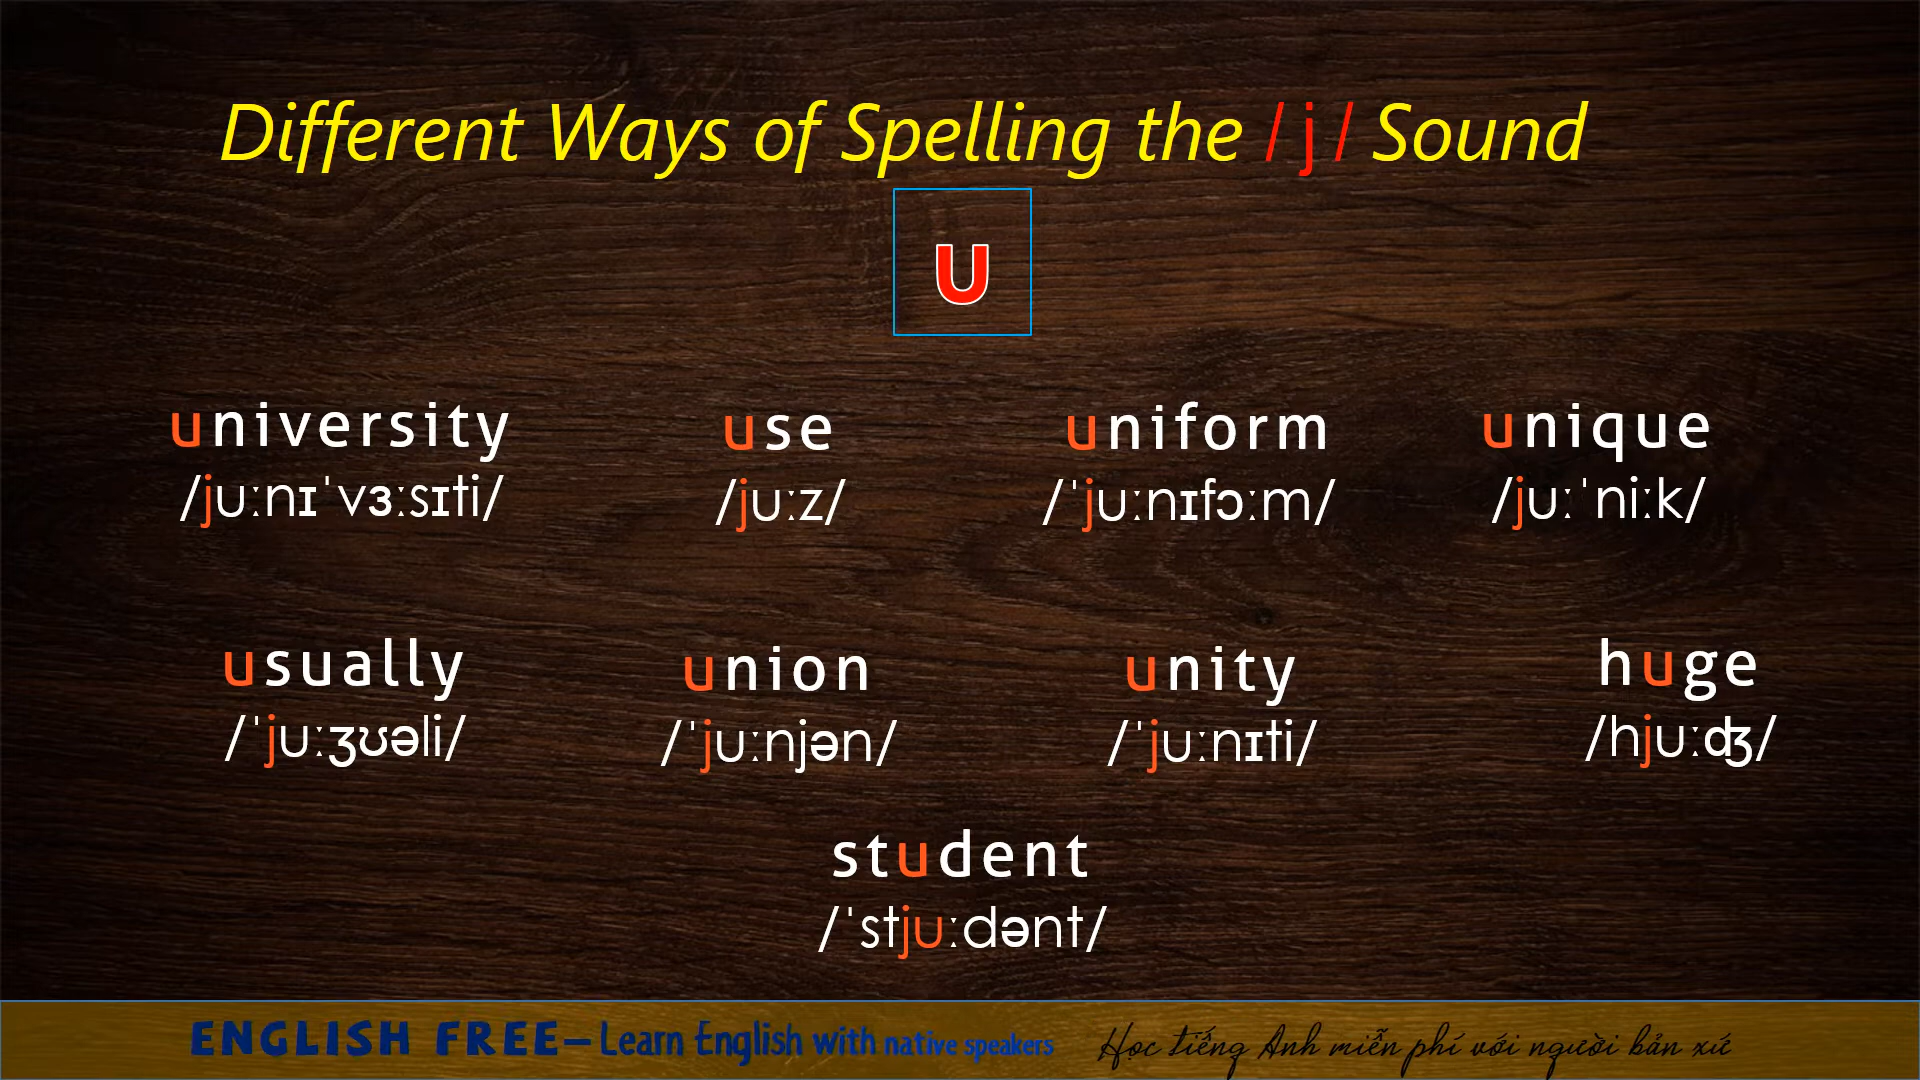 Different Ways of Spelling the /j/ Sound
u
university use uniform unique
/juːnɪˈvɜːsɪti/ /juːz/ /ˈjuːnɪfɔːm/ /juːˈniːk/
usually union unity huge
/ˈjuːʒʊəli/ /ˈjuːnjən/ /ˈjuːnɪti/ /hjuːʤ/
student
/ˈstjuːdənt/
ENGLISH FREE– Learn English with native speakers Học tiếng Anh miễn phí với người bản xứ